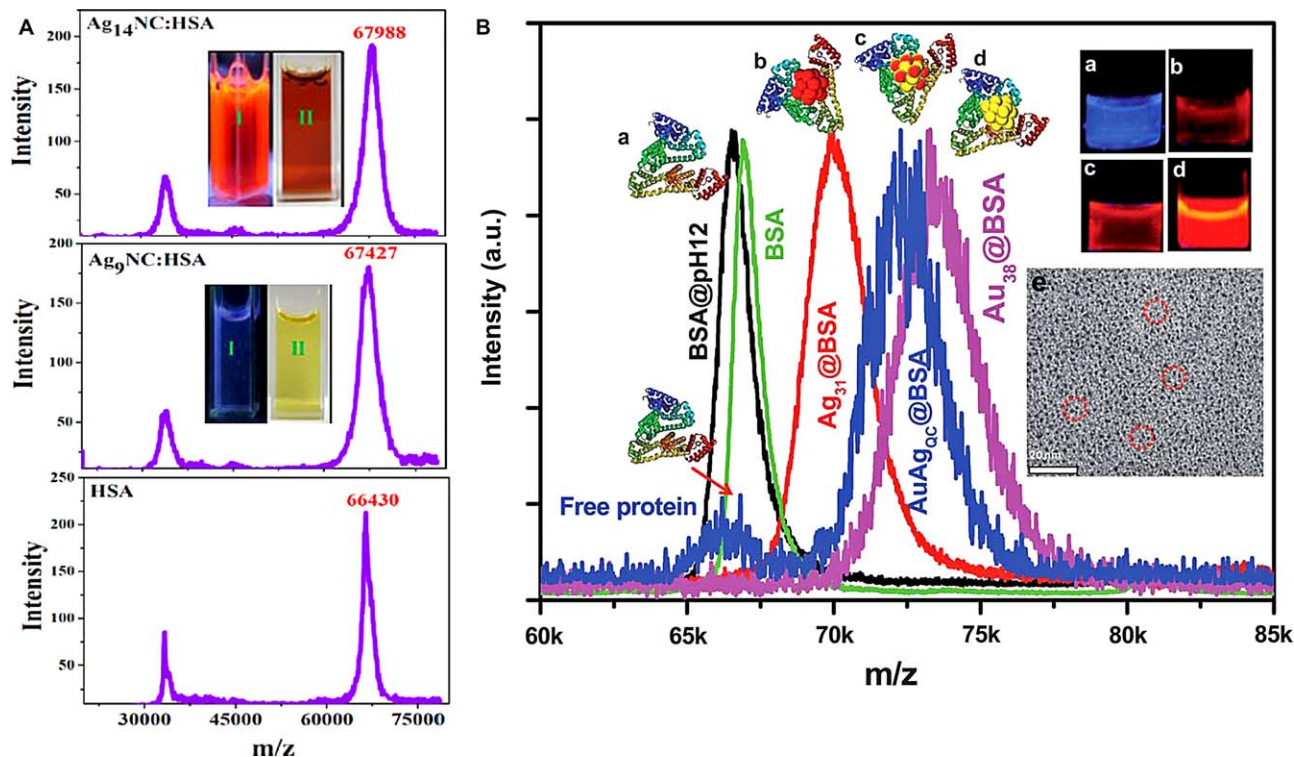 A
Ag14NC:HSA
67988
I
II
200
150
100
50
Intensity
Ag9NC:HSA
67427
I
II
200
150
100
50
Intensity
HSA
66430
250
200
150
100
50
Intensity
30000 45000 60000 75000
m/z
B
a
b
c
d
BSA@pH12
BSA
Ag31@BSA
AuAgQC@BSA
Au38@BSA
Free protein
a
b
c
d
e
20 nm
Intensity (a.u.)
60k 65k 70k 75k 80k 85k
m/z